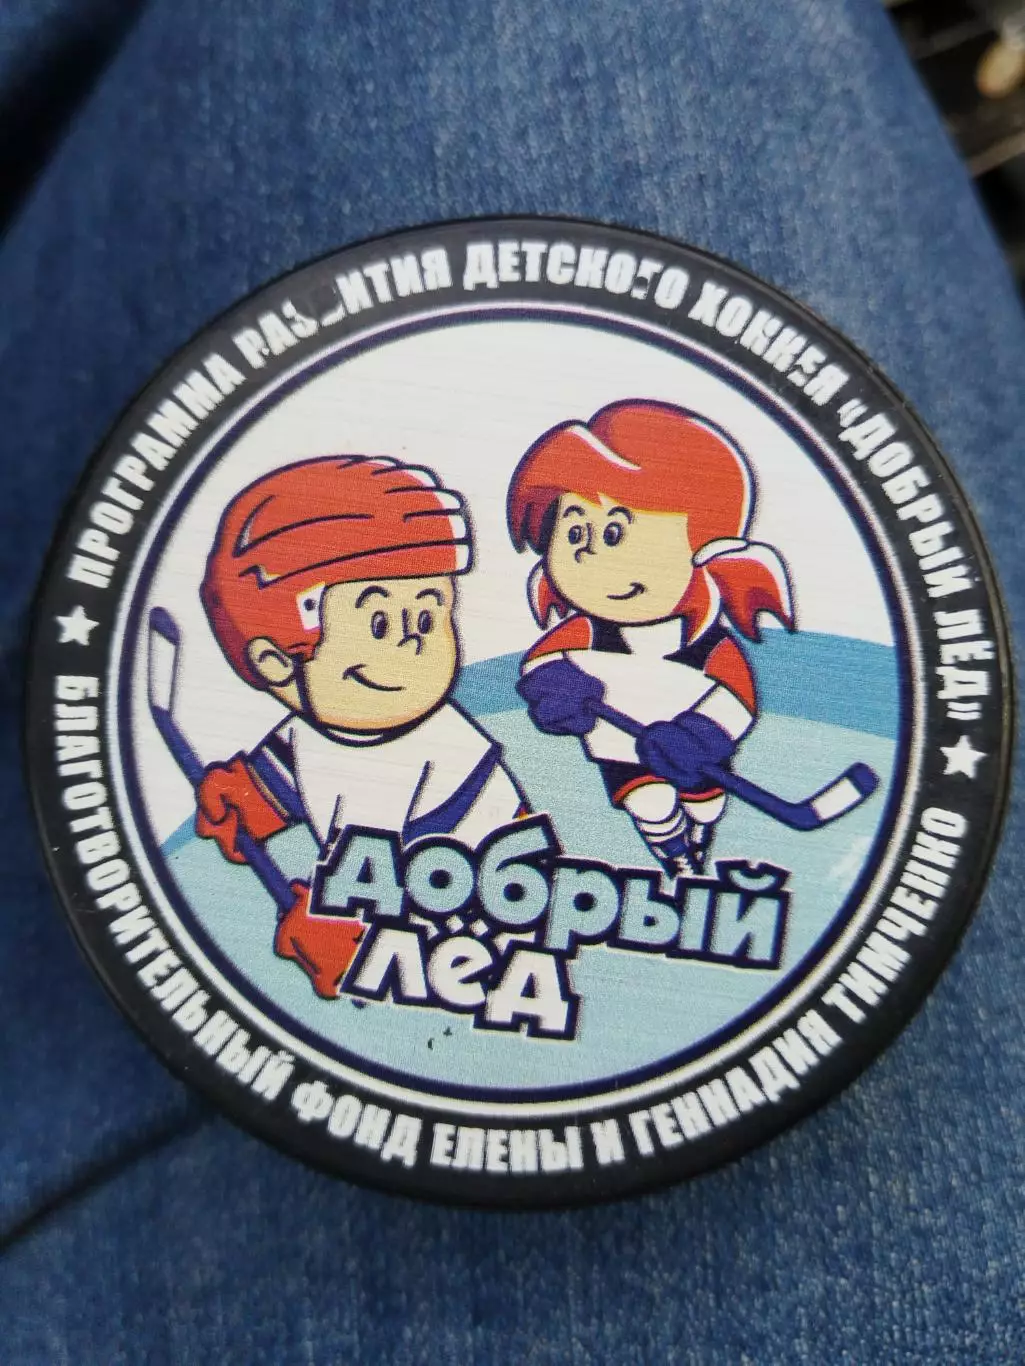 ПРОГРАММА РАЗВИТИЯ ДЕТСКОГО ХОККЕЯ "ДОБРЫЙ ЛЁД"
ДОБРЫЙ
ЛЁД
БЛАГОТВОРИТЕЛЬНЫЙ ФОНД ЕЛЕНЫ И ГЕННАДИЯ ТИМЧЕНКО